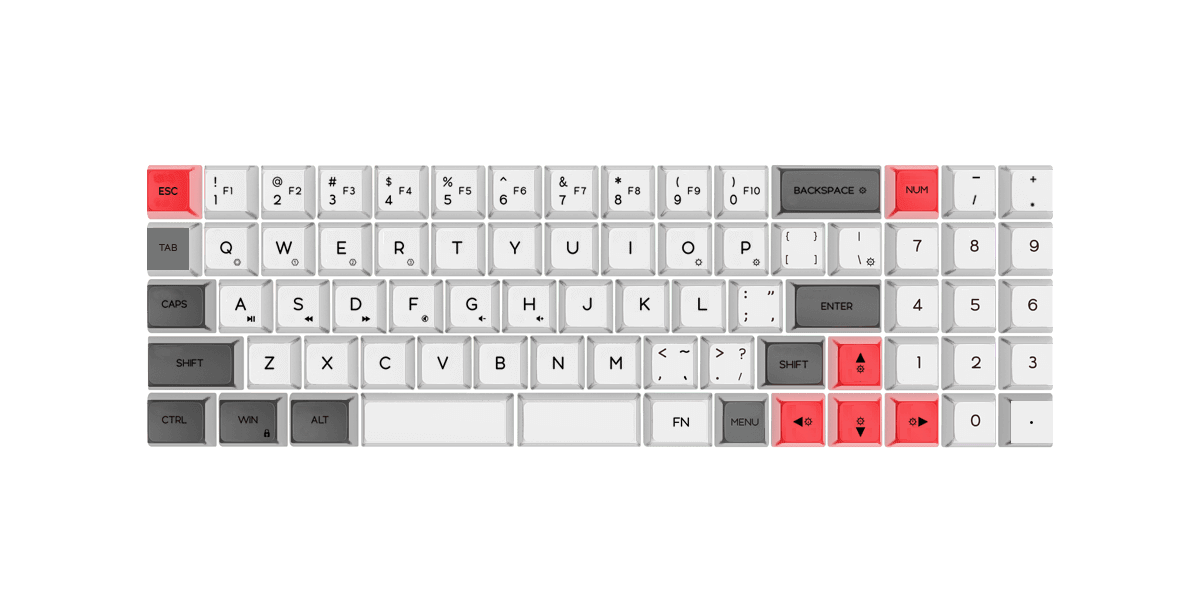 ESC ! 1 F1 @ 2 F2 # 3 F3 $ 4 F4 % 5 F5 ^ 6 F6 & 7 F7 * 8 F8 ( 9 F9 ) 0 F10 BACKSPACE NUM - / + *
TAB Q W E R T Y U I O P { } [ ] | \ 7 8 9
CAPS A S D F G H J K L : " ; , ENTER 4 5 6
SHIFT Z X C V B N M < ~ , ` > ? . / SHIFT ▲ 1 2 3
CTRL WIN ALT FN MENU ◀ ▼ ▶ 0 .